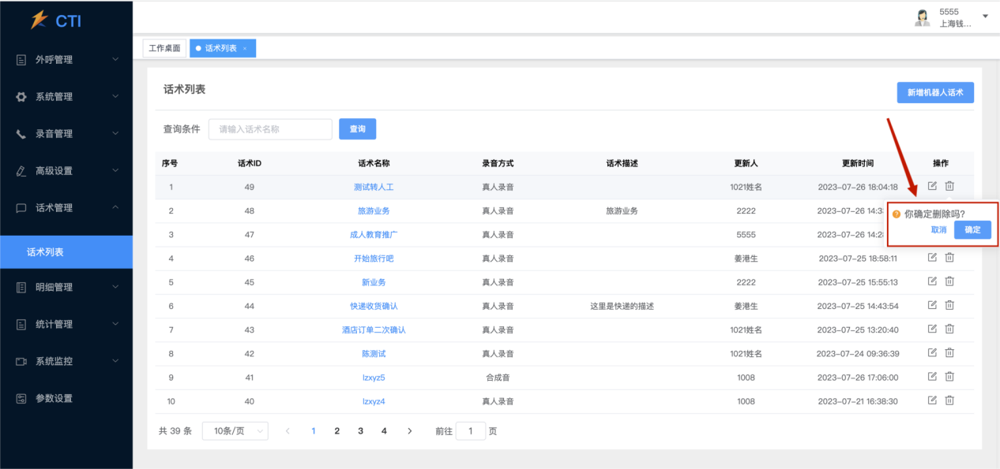 CTI
5555
上海钱...
外呼管理
系统管理
录音管理
高级设置
话术管理
话术列表
明细管理
统计管理
系统监控
参数设置
工作桌面 话术列表 ×
话术列表
新增机器人话术
查询条件 请输入话术名称 查询
序号 话术ID 话术名称 录音方式 话术描述 更新人 更新时间 操作
1 49 测试转人工 真人录音 1021姓名 2023-07-26 18:04:18
2 48 旅游业务 真人录音 旅游业务 2222 2023-07-26 14:3
3 47 成人教育推广 真人录音 5555 2023-07-26 14:2
你确定删除吗?
取消 确定
4 46 开始旅行吧 真人录音 姜港生 2023-07-25 18:58:11
5 45 新业务 真人录音 2222 2023-07-25 15:55:13
6 44 快递收货确认 真人录音 这里是快递的描述 姜港生 2023-07-25 14:43:54
7 43 酒店订单二次确认 真人录音 1021姓名 2023-07-25 13:20:40
8 42 陈测试 真人录音 1021姓名 2023-07-24 09:36:39
9 41 lzxyz5 合成音 1008 2023-07-26 17:06:00
10 40 lzxyz4 真人录音 1008 2023-07-21 16:38:30
共 39 条 10条/页 1 2 3 4 前往 1 页